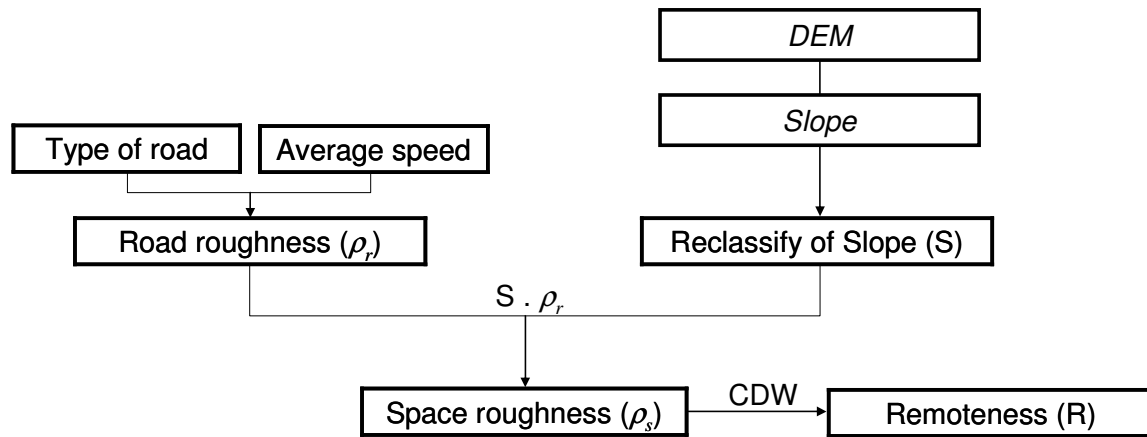 DEM
Slope
Type of road
Average speed
Road roughness (ρr)
Reclassify of Slope (S)
S . ρr
Space roughness (ρs)
CDW
Remoteness (R)